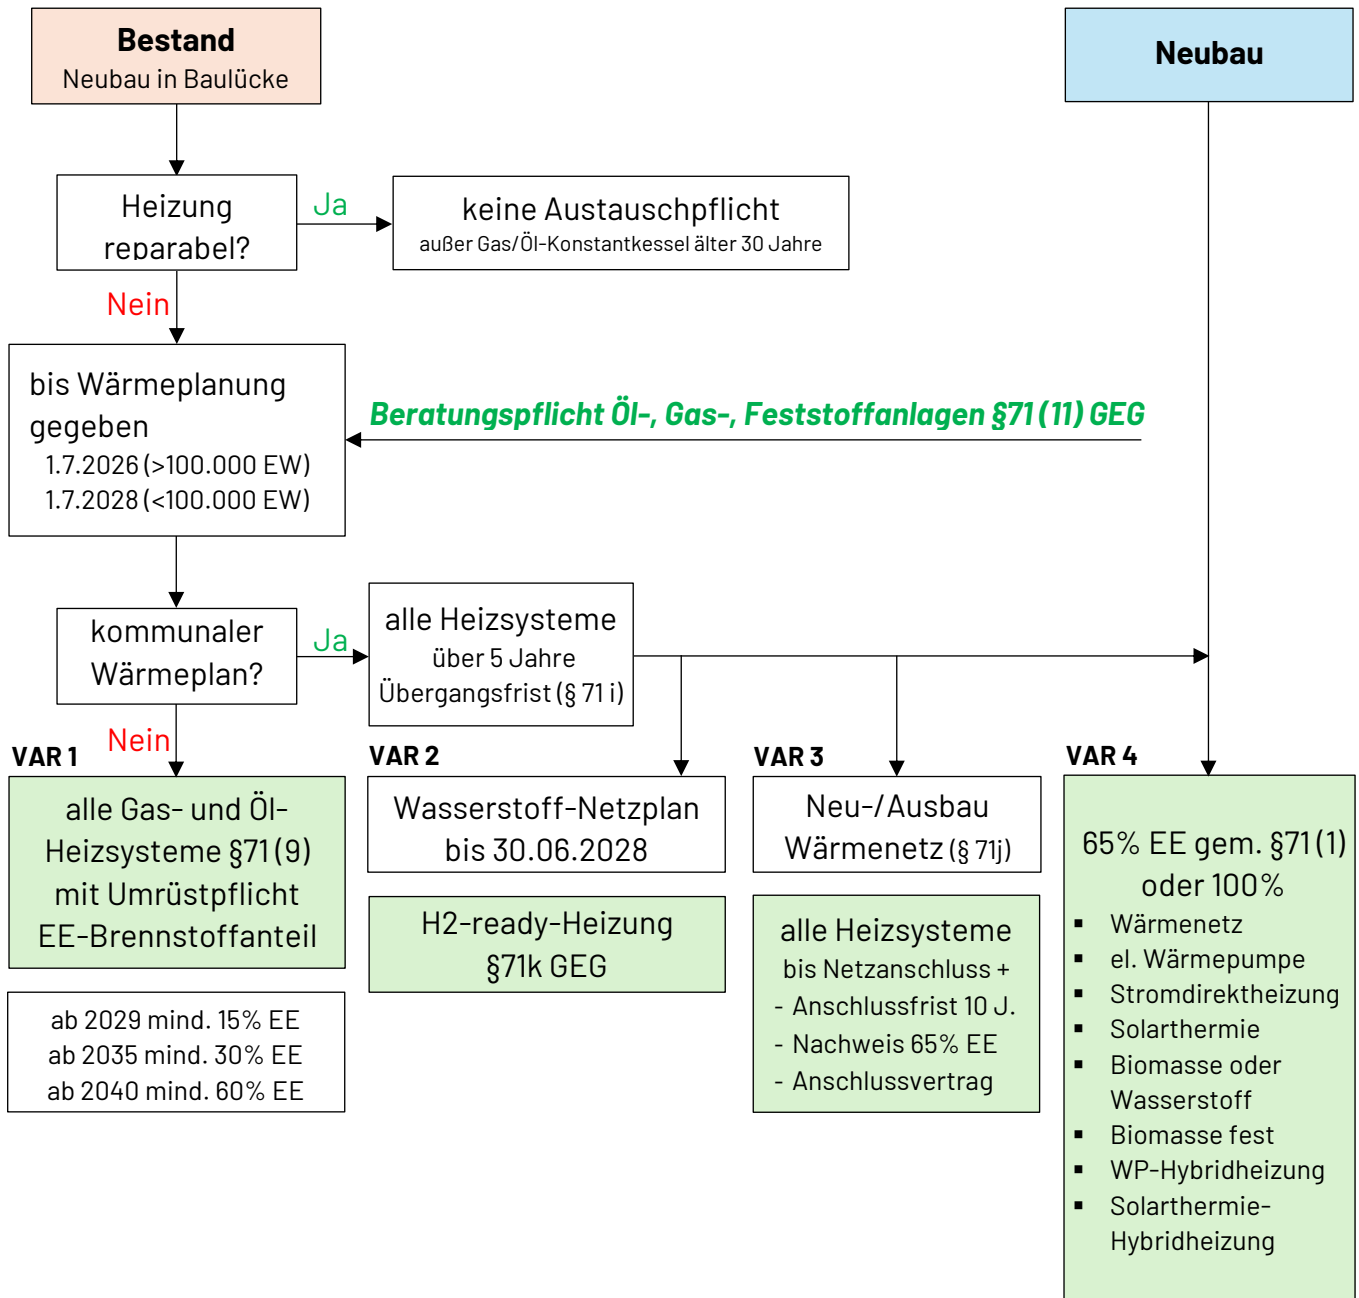 Bestand
Neubau in Baulücke
Neubau
Heizung
reparabel?
Ja
keine Austauschpflicht
außer Gas/Öl-Konstantkessel älter 30 Jahre
Nein
bis Wärmeplanung
gegeben
1.7.2026 (>100.000 EW)
1.7.2028 (<100.000 EW)
Beratungspflicht Öl-, Gas-, Feststoffanlagen §71 (11) GEG
kommunaler
Wärmeplan?
Ja
alle Heizsysteme
über 5 Jahre
Übergangsfrist (§ 71 i)
Nein
VAR 1
alle Gas- und Öl-
Heizsysteme §71 (9)
mit Umrüstpflicht
EE-Brennstoffanteil
ab 2029 mind. 15% EE
ab 2035 mind. 30% EE
ab 2040 mind. 60% EE
VAR 2
Wasserstoff-Netzplan
bis 30.06.2028
H2-ready-Heizung
§71k GEG
VAR 3
Neu-/Ausbau
Wärmenetz (§ 71j)
alle Heizsysteme
bis Netzanschluss +
- Anschlussfrist 10 J.
- Nachweis 65% EE
- Anschlussvertrag
VAR 4
65% EE gem. §71 (1)
oder 100%
▪ Wärmenetz
▪ el. Wärmepumpe
▪ Stromdirektheizung
▪ Solarthermie
▪ Biomasse oder
Wasserstoff
▪ Biomasse fest
▪ WP-Hybridheizung
▪ Solarthermie-
Hybridheizung